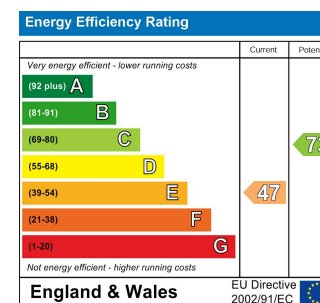 Energy Efficiency Rating
Current
Very energy efficient - lower running costs
(92 plus) A
(81-91) B
(69-80) C
(55-68) D
(39-54) E
47
(21-38) F
(1-20) G
Not energy efficient - higher running costs
England & Wales
EU Directive
2002/91/EC